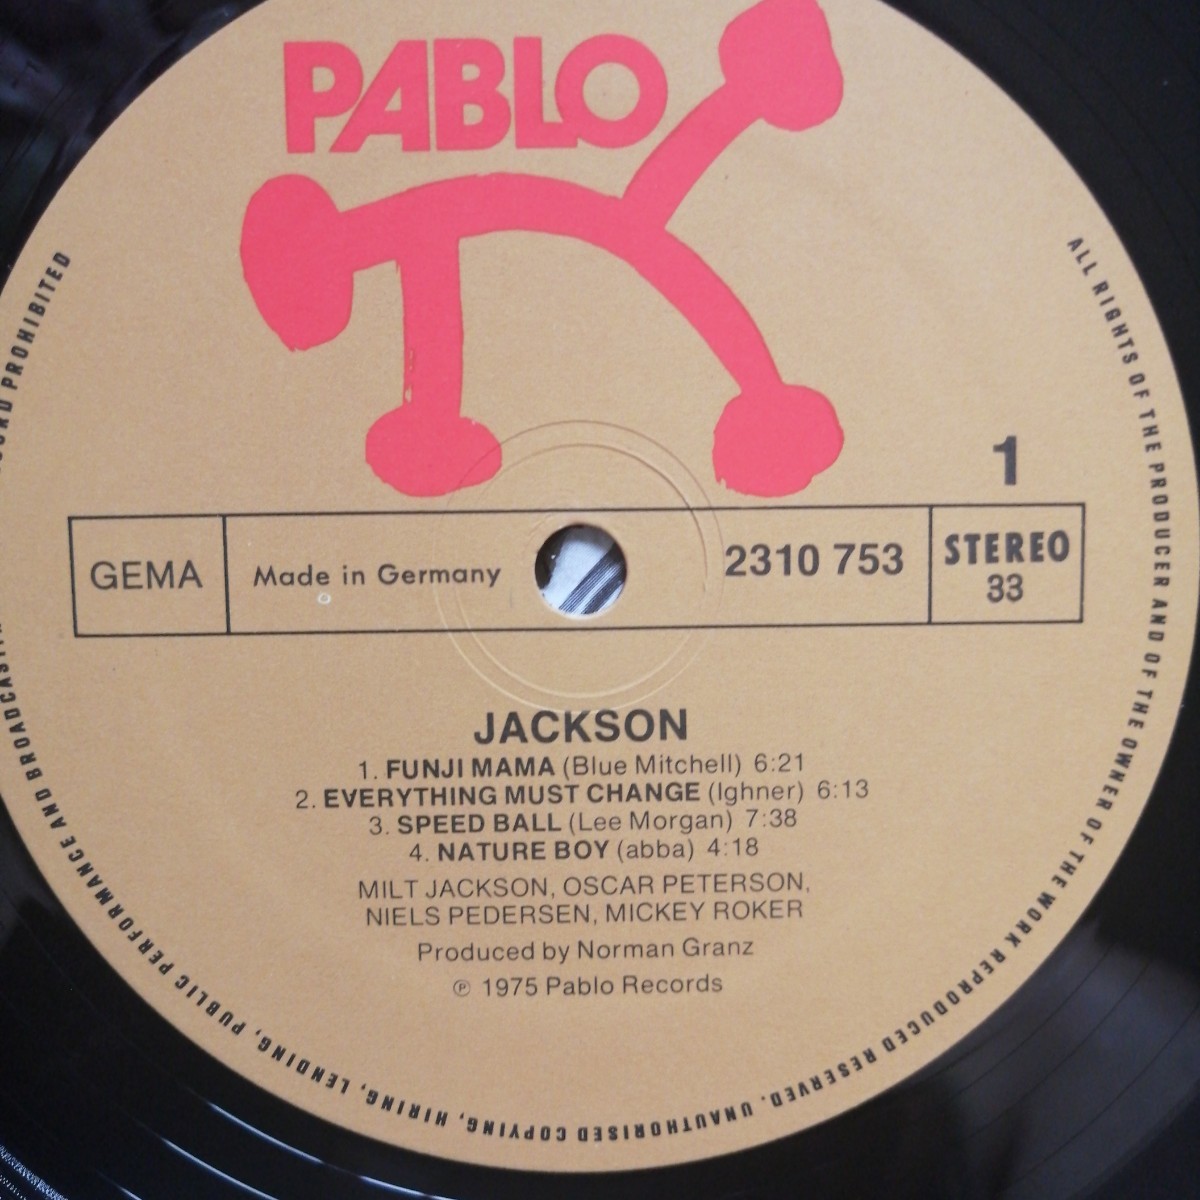 PABLO
1
GEMA
Made in Germany
2310 753
STEREO
33
JACKSON
1. FUNJI MAMA (Blue Mitchell) 6:21
2. EVERYTHING MUST CHANGE (Ighner) 6:13
3. SPEED BALL (Lee Morgan) 7:38
4. NATURE BOY (abba) 4:18
MILT JACKSON, OSCAR PETERSON,
NIELS PEDERSEN, MICKEY ROKER
Produced by Norman Granz
℗ 1975 Pablo Records
ALL RIGHTS OF THE PRODUCER AND OF THE OWNER OF THE WORK REPRODUCED RESERVED. UNAUTHORISED COPYING, HIRING, LENDING, PUBLIC PERFORMANCE AND PROHIBITED